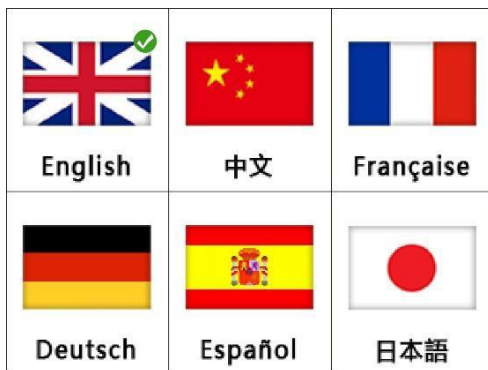 English
中文
Française
Deutsch
Español
日本語